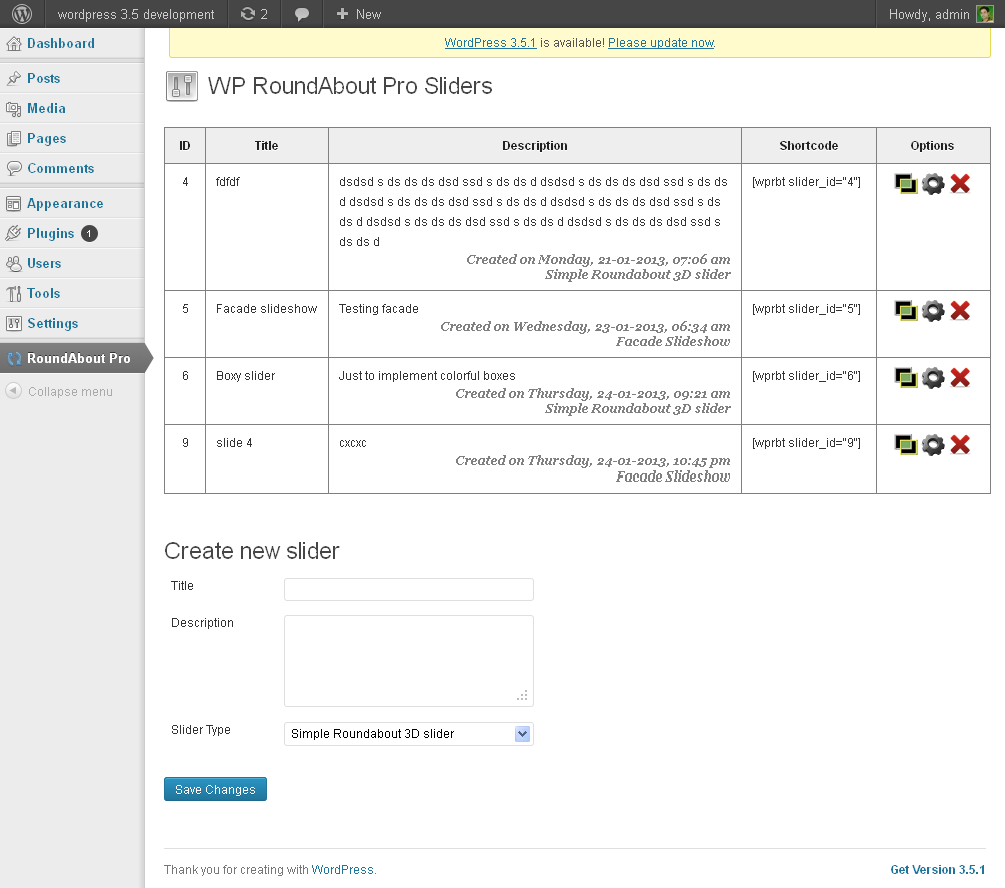 wordpress 3.5 development 2 New Howdy, admin
Dashboard
Posts
Media
Pages
Comments
Appearance
Plugins 1
Users
Tools
Settings
RoundAbout Pro
Collapse menu
WordPress 3.5.1 is available! Please update now.
WP RoundAbout Pro Sliders
ID Title Description Shortcode Options
4 fdfdf dsdsd s ds ds ds dsd ssd s ds ds d dsdsd s ds ds ds dsd ssd s ds ds [wprbt slider_id="4"]
d dsdsd s ds ds ds dsd ssd s ds ds d dsdsd s ds ds ds dsd ssd s ds
ds d dsdsd s ds ds ds dsd ssd s ds ds d dsdsd s ds ds ds dsd ssd s
ds ds d
Created on Monday, 21-01-2013, 07:06 am
Simple Roundabout 3D slider
5 Facade slideshow Testing facade [wprbt slider_id="5"]
Created on Wednesday, 23-01-2013, 06:34 am
Facade Slideshow
6 Boxy slider Just to implement colorful boxes [wprbt slider_id="6"]
Created on Thursday, 24-01-2013, 09:21 am
Simple Roundabout 3D slider
9 slide 4 cxcxc [wprbt slider_id="9"]
Created on Thursday, 24-01-2013, 10:45 pm
Facade Slideshow
Create new slider
Title
Description
Slider Type Simple Roundabout 3D slider
Save Changes
Thank you for creating with WordPress. Get Version 3.5.1